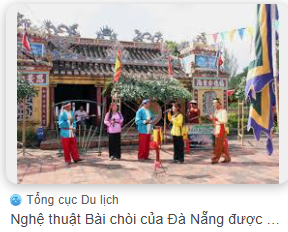 Tổng cục Du lịch
Nghệ thuật Bài chòi của Đà Nẵng được ...